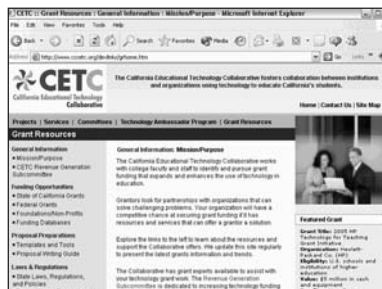 CETC :: Grant Resources : General Information : Mission/Purpose - Microsoft Internet Explorer
File Edit View Favorites Tools Help
Back Search Favorites Media
Address
Go Links
CETC
California Educational Technology
Collaborative
The California Educational Technology Collaborative fosters collaboration between institutions
and organizations using technology to educate California's students.
Home | Contact Us | Site Map
Projects | Services | Committees | Technology Ambassador Program | Grant Resources
Grant Resources
General Information
Mission/Purpose
CETC Revenue Generation
Subcommittee
Funding Opportunities
State of California Grants
Federal Grants
Foundations/Non-Profits
Funding Databases
Proposal Preparations
Templates and Tools
Proposal Writing Guide
Laws & Regulations
State Laws, Regulations,
and Policies
General Information: Mission/Purpose
The California Educational Technology Collaborative works
with college faculty and staff to identify and pursue grant
funding that expands and enhances the use of technology in
education.
Grantors look for partnerships with organizations that can
solve challenging problems. Your organization will have a
competitive chance at securing grant funding if it has
resources and services that can offer a grantor a solution.
Explore the links to the left to learn about the resources and
support the Collaborative offers. We update this site regularly
to present the latest grants information and trends.
The Collaborative has grant experts available to assist with
your technology grant work. The Revenue Generation
Subcommittee is dedicated to increasing technology funding
Featured Grant
Grant Title: 2005 HP
Technology for Teaching
Grant Initiative
Organization: Hewlett-
Packard Co. (HP)
Eligibility: U.S. schools and
institutions of higher
education
Value: $8 million in cash
and equipment